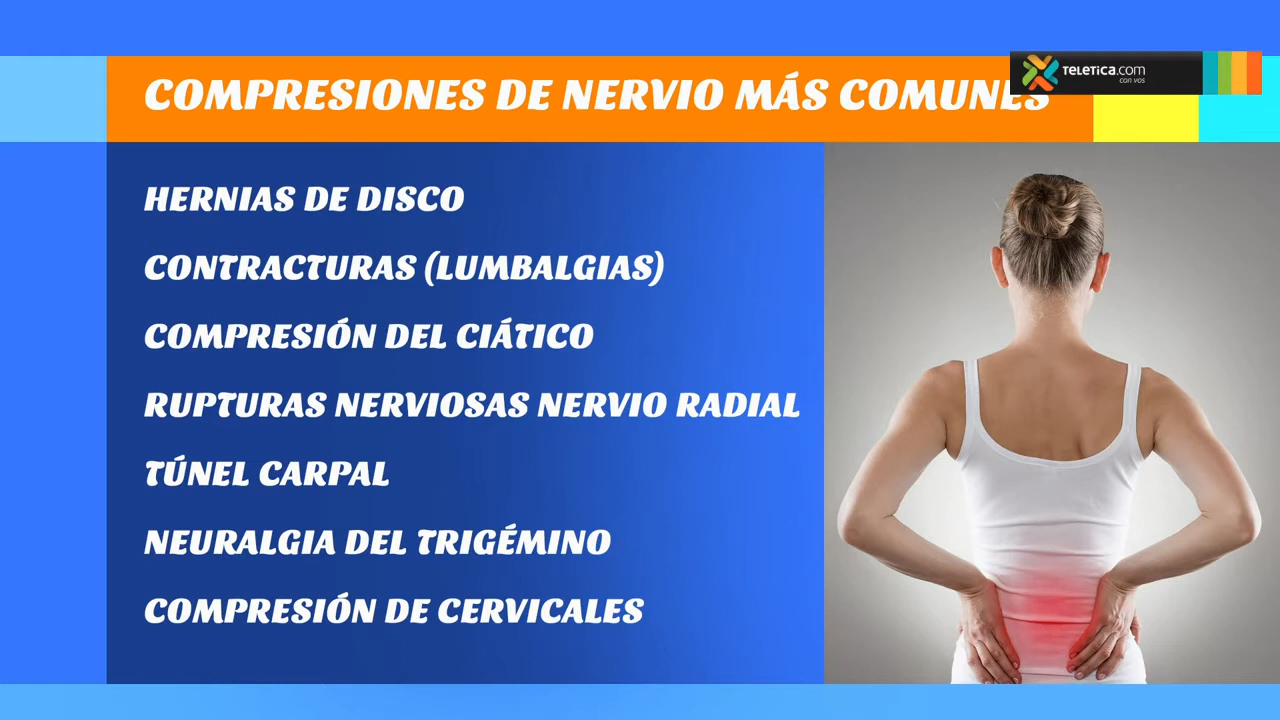 COMPRESIONES DE NERVIO MÁS COMUNES
TELETICA.COM
con vos
HERNIAS DE DISCO
CONTRACTURAS (LUMBALGIAS)
COMPRESIÓN DEL CIÁTICO
RUPTURAS NERVIOSAS NERVIO RADIAL
TÚNEL CARPAL
NEURALGIA DEL TRIGÉMINO
COMPRESIÓN DE CERVICALES